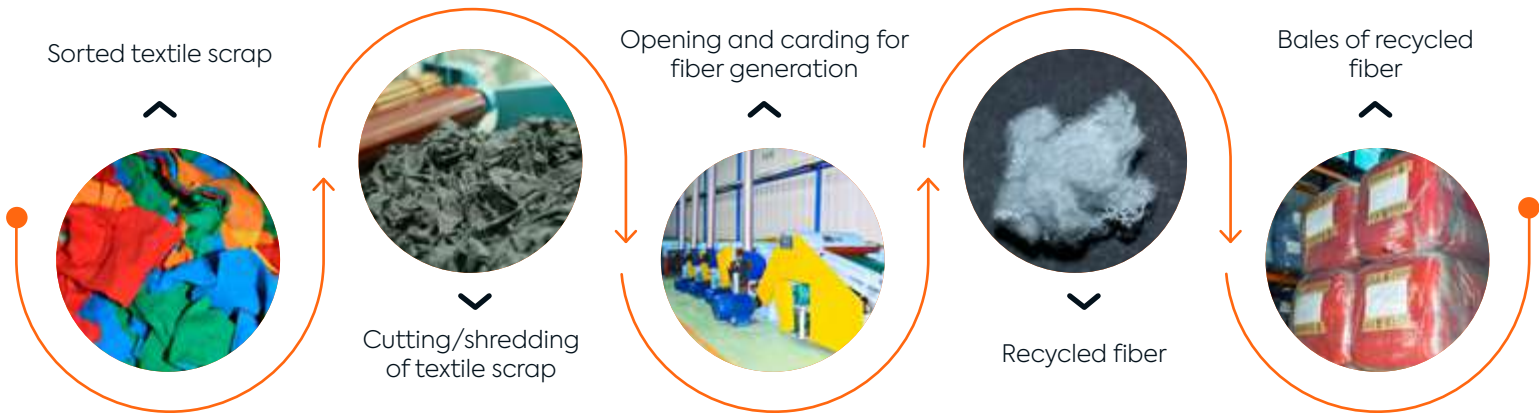 Sorted textile scrap
Cutting/shredding
of textile scrap
Opening and carding for
fiber generation
Recycled fiber
Bales of recycled
fiber